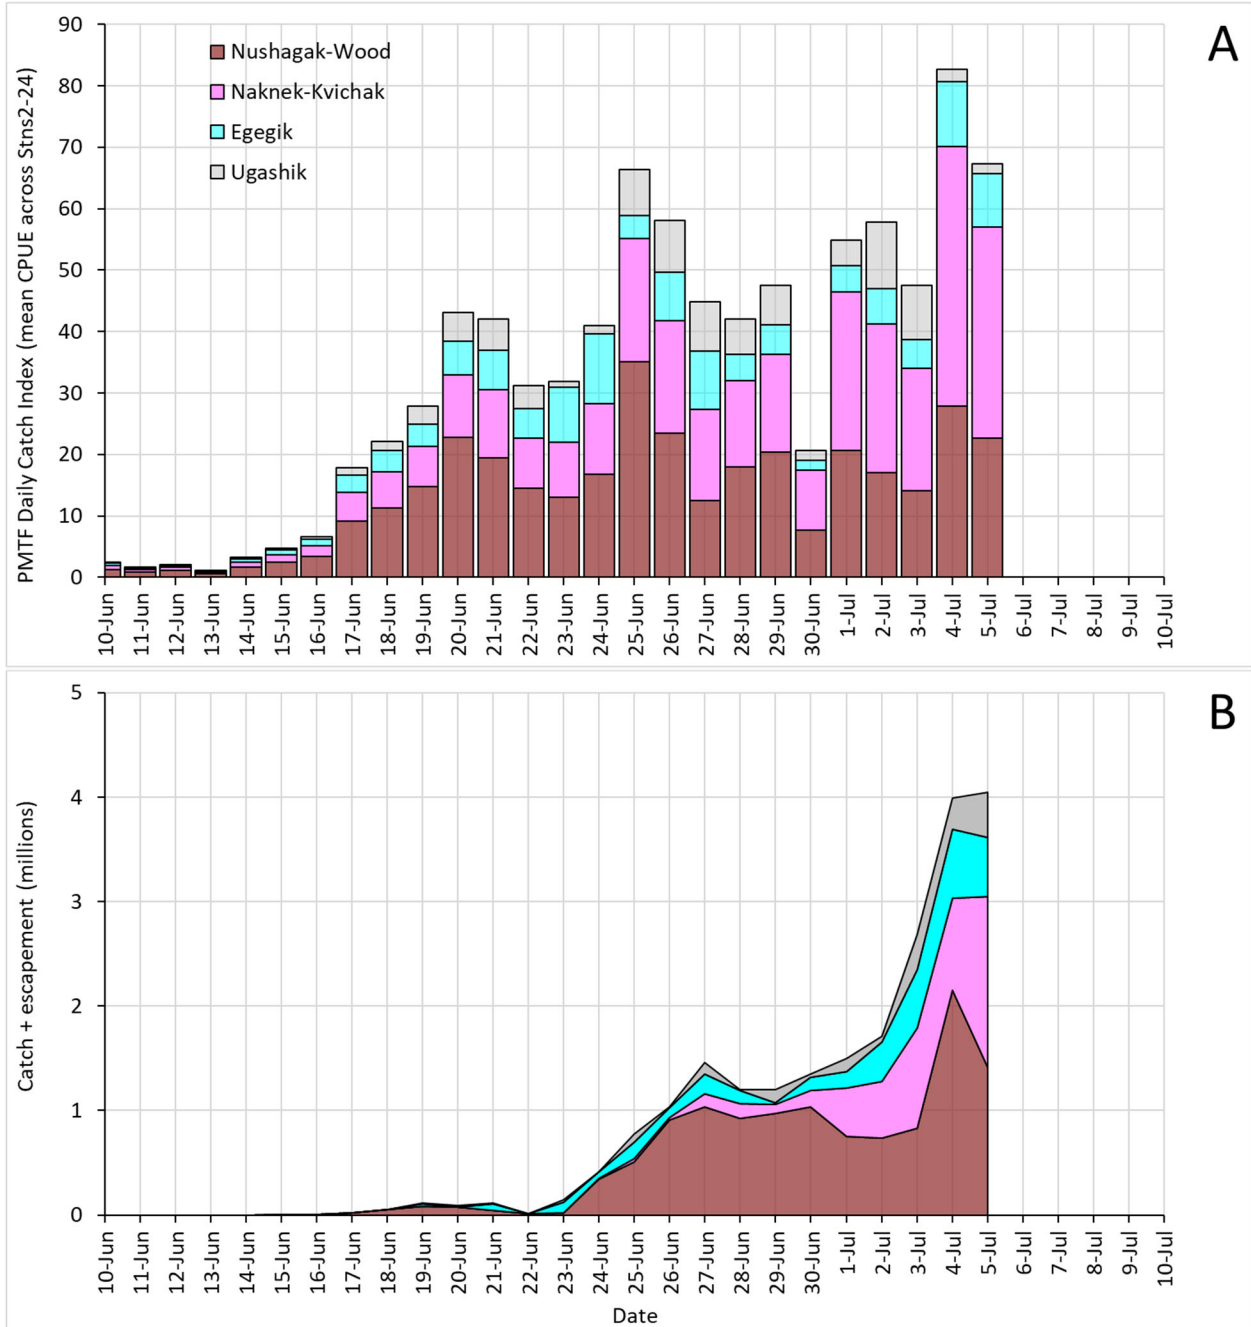 A
PMTF Daily Catch Index (mean CPUE across Stns2-24)
90
80
70
60
50
40
30
20
10
0
Nushagak-Wood
Naknek-Kvichak
Egegik
Ugashik
10-Jun
11-Jun
12-Jun
13-Jun
14-Jun
15-Jun
16-Jun
17-Jun
18-Jun
19-Jun
20-Jun
21-Jun
22-Jun
23-Jun
24-Jun
25-Jun
26-Jun
27-Jun
28-Jun
29-Jun
30-Jun
1-Jul
2-Jul
3-Jul
4-Jul
5-Jul
6-Jul
7-Jul
8-Jul
9-Jul
10-Jul
B
Catch + escapement (millions)
5
4
3
2
1
0
10-Jun
11-Jun
12-Jun
13-Jun
14-Jun
15-Jun
16-Jun
17-Jun
18-Jun
19-Jun
20-Jun
21-Jun
22-Jun
23-Jun
24-Jun
25-Jun
26-Jun
27-Jun
28-Jun
29-Jun
30-Jun
1-Jul
2-Jul
3-Jul
4-Jul
5-Jul
6-Jul
7-Jul
8-Jul
9-Jul
10-Jul
Date